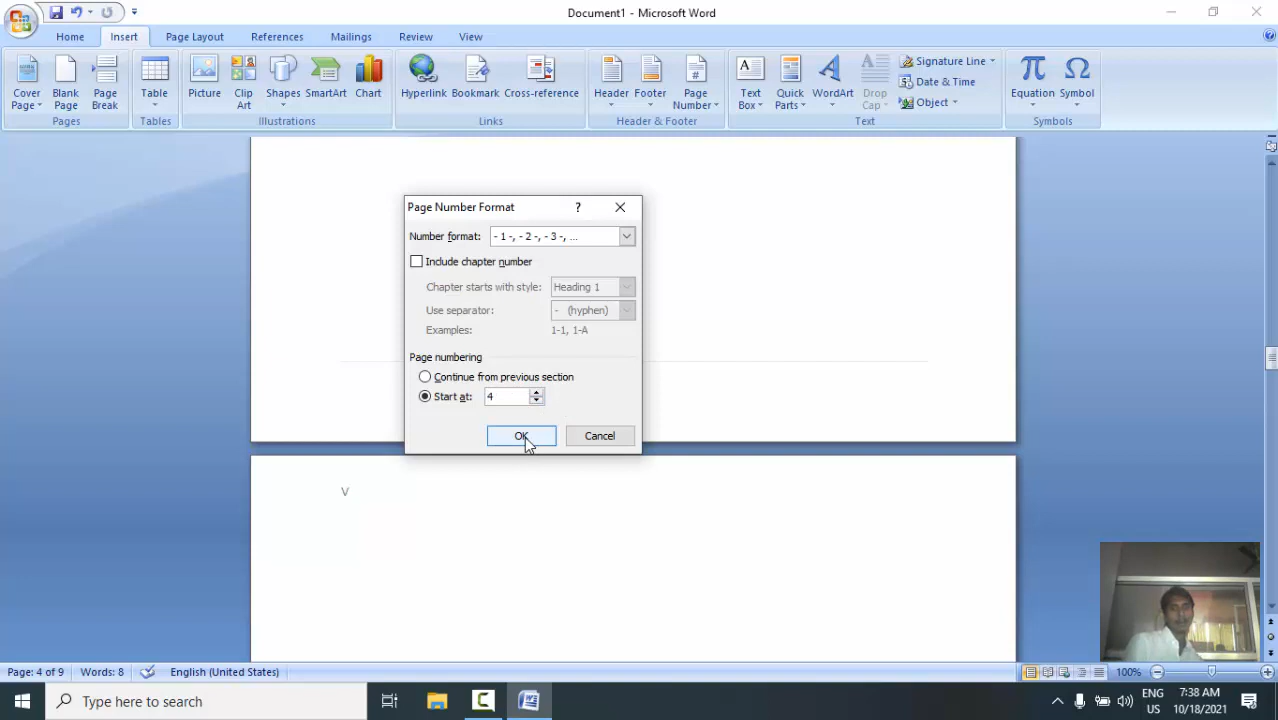 Document1 - Microsoft Word
Home Insert Page Layout References Mailings Review View
Cover Page
Blank Page
Page Break
Table
Picture
Clip Art
Shapes
SmartArt
Chart
Hyperlink
Bookmark
Cross-reference
Header
Footer
Page Number
Text Box
Quick Parts
WordArt
Drop Cap
Signature Line
Date & Time
Object
Equation
Symbol
Pages Tables Illustrations Links Header & Footer Text Symbols
Page Number Format ?
Number format: - 1 -, - 2 -, - 3 -, ...
Include chapter number
Chapter starts with style: Heading 1
Use separator: - (hyphen)
Examples: 1-1, 1-A
Page numbering
Continue from previous section
Start at: 4
OK Cancel
V
Page: 4 of 9 Words: 8 English (United States) 100%
Type here to search
ENG
US
7:38 AM
10/18/2021